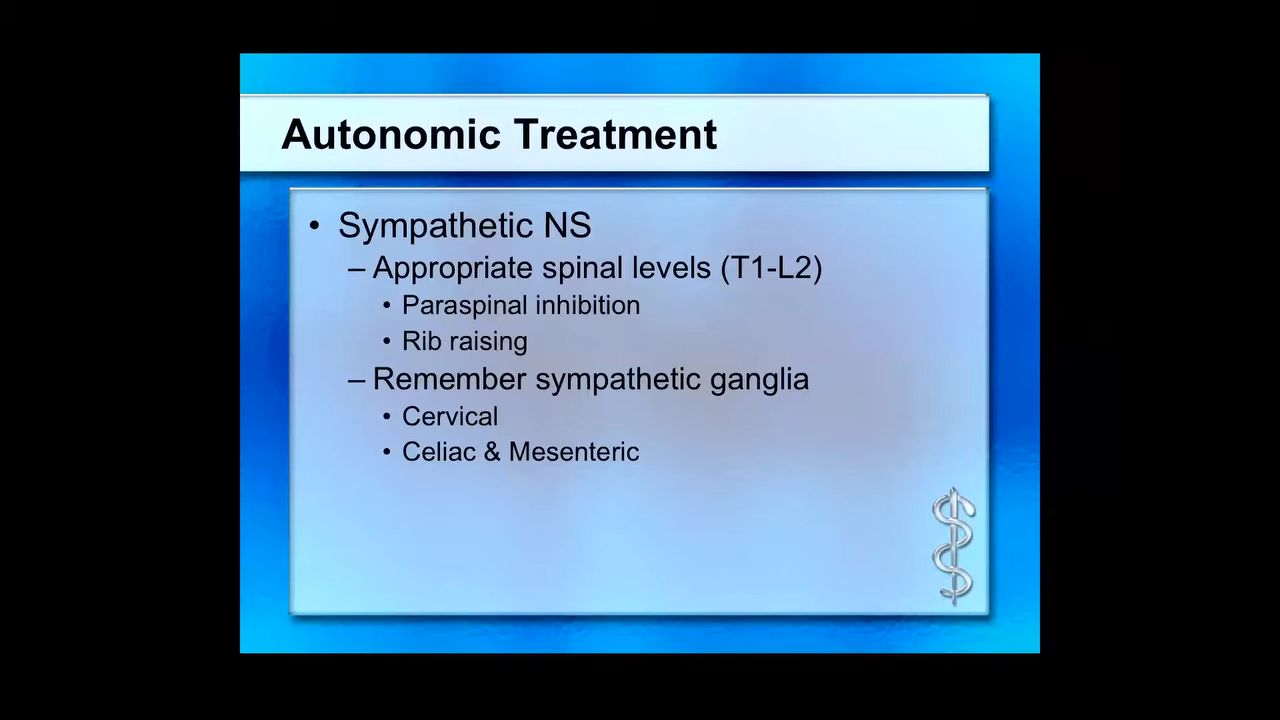 Autonomic Treatment
• Sympathetic NS
– Appropriate spinal levels (T1-L2)
• Paraspinal inhibition
• Rib raising
– Remember sympathetic ganglia
• Cervical
• Celiac & Mesenteric